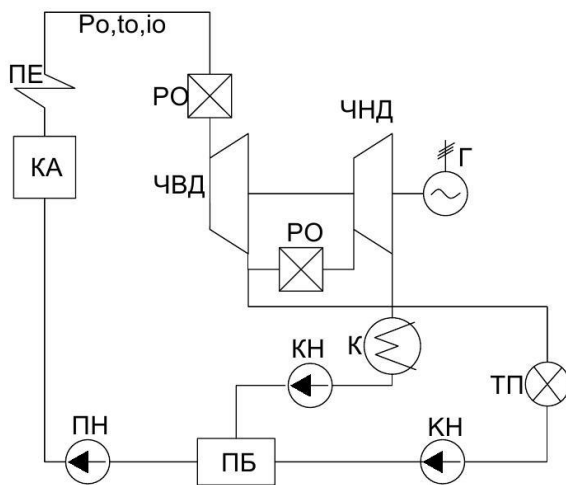 Po,to,io
ПЕ
РО
ЧНД
Г
КА
ЧВД
РО
КН
К
ТП
ПН
КН
ПБ